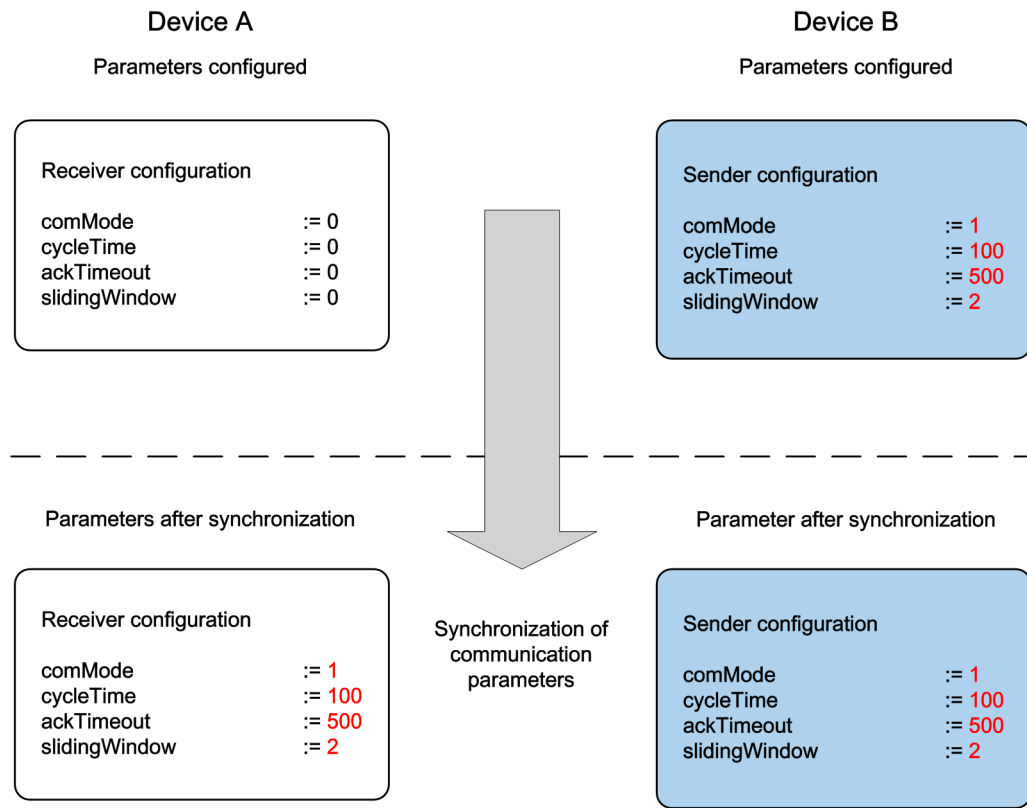 Device A
Parameters configured
Receiver configuration
comMode := 0
cycleTime := 0
ackTimeout := 0
slidingWindow := 0
Device B
Parameters configured
Sender configuration
comMode := 1
cycleTime := 100
ackTimeout := 500
slidingWindow := 2
Parameters after synchronization
Receiver configuration
comMode := 1
cycleTime := 100
ackTimeout := 500
slidingWindow := 2
Synchronization of
communication
parameters
Parameter after synchronization
Sender configuration
comMode := 1
cycleTime := 100
ackTimeout := 500
slidingWindow := 2